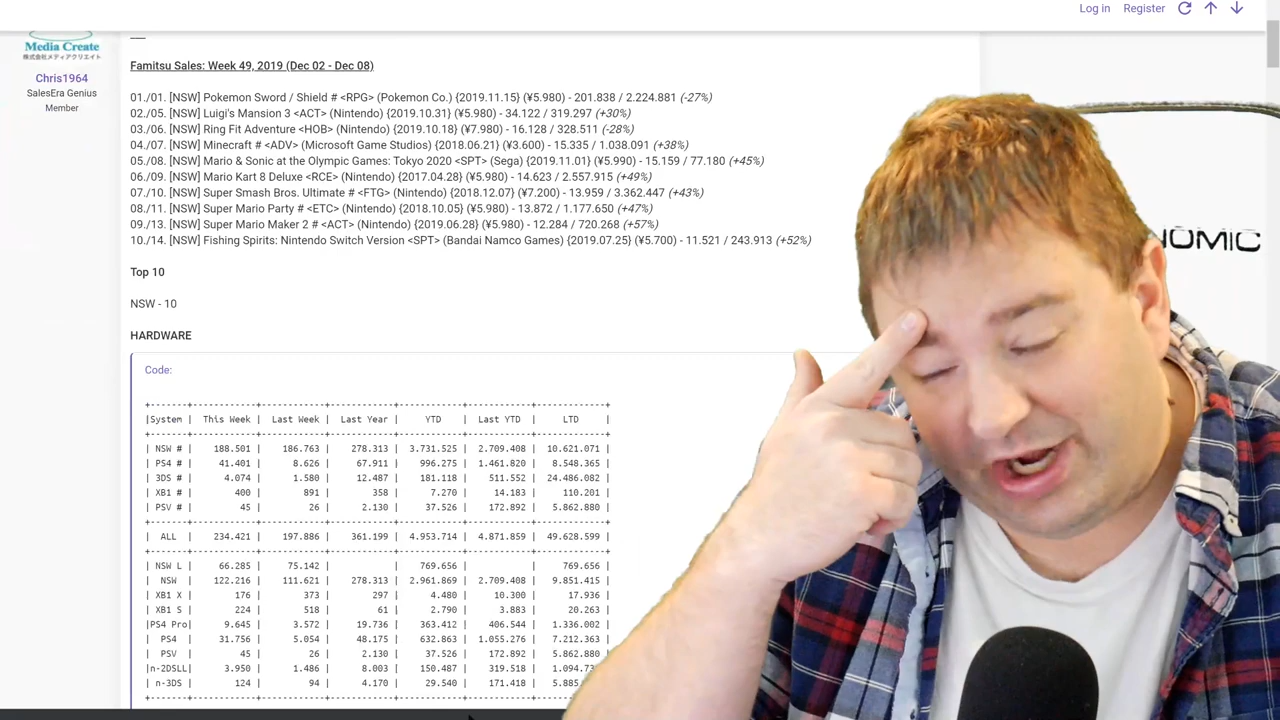 Log in Register
Media Create
株式会社メディアクリエイト
Chris1964
SalesEra Genius
Member
Famitsu Sales: Week 49, 2019 (Dec 02 - Dec 08)
01./01. [NSW] Pokemon Sword / Shield # <RPG> (Pokemon Co.) {2019.11.15} (¥5.980) - 201.838 / 2.224.881 (-27%)
02./05. [NSW] Luigi's Mansion 3 <ACT> (Nintendo) {2019.10.31} (¥5.980) - 34.122 / 319.297 (+30%)
03./06. [NSW] Ring Fit Adventure <HOB> (Nintendo) {2019.10.18} (¥7.980) - 16.128 / 328.511 (-28%)
04./07. [NSW] Minecraft # <ADV> (Microsoft Game Studios) {2018.06.21} (¥3.600) - 15.335 / 1.038.091 (+38%)
05./08. [NSW] Mario & Sonic at the Olympic Games: Tokyo 2020 <SPT> (Sega) {2019.11.01} (¥5.990) - 15.159 / 77.180 (+45%)
06./09. [NSW] Mario Kart 8 Deluxe <RCE> (Nintendo) {2017.04.28} (¥5.980) - 14.623 / 2.557.915 (+49%)
07./10. [NSW] Super Smash Bros. Ultimate # <FTG> (Nintendo) {2018.12.07} (¥7.200) - 13.959 / 3.362.447 (+43%)
08./11. [NSW] Super Mario Party # <ETC> (Nintendo) {2018.10.05} (¥5.980) - 13.872 / 1.177.650 (+47%)
09./13. [NSW] Super Mario Maker 2 # <ACT> (Nintendo) {2019.06.28} (¥5.980) - 12.284 / 720.268 (+57%)
10./14. [NSW] Fishing Spirits: Nintendo Switch Version <SPT> (Bandai Namco Games) {2019.07.25} (¥5.700) - 11.521 / 243.913 (+52%)
Top 10
NSW - 10
HARDWARE
Code:
|System | This Week | Last Week | Last Year | YTD | Last YTD | LTD |
| NSW # | 188.501 | 186.763 | 278.313 | 3.731.525 | 2.709.408 | 10.621.071 |
| PS4 # | 41.401 | 8.626 | 67.911 | 996.275 | 1.461.820 | 8.548.365 |
| 3DS # | 4.074 | 1.580 | 12.487 | 181.118 | 511.552 | 24.486.082 |
| XB1 # | 400 | 891 | 358 | 7.270 | 14.183 | 110.201 |
| PSV # | 45 | 26 | 2.130 | 37.526 | 172.892 | 5.862.880 |
| ALL | 234.421 | 197.886 | 361.199 | 4.953.714 | 4.871.859 | 49.628.599 |
| NSW L | 66.285 | 75.142 | | 769.656 | | 769.656 |
| NSW | 122.216 | 111.621 | 278.313 | 2.961.869 | 2.709.408 | 9.851.415 |
| XB1 X | 176 | 373 | 297 | 4.480 | 10.300 | 17.936 |
| XB1 S | 224 | 518 | 61 | 2.790 | 3.883 | 20.263 |
|PS4 Pro| 9.645 | 3.572 | 19.736 | 363.412 | 406.544 | 1.336.002 |
| PS4 | 31.756 | 5.054 | 48.175 | 632.863 | 1.055.276 | 7.212.363 |
| PSV | 45 | 26 | 2.130 | 37.526 | 172.892 | 5.862.880 |
|n-2DSLL| 3.950 | 1.486 | 8.003 | 150.487 | 319.518 | 1.094.73
| n-3DS | 124 | 94 | 4.170 | 29.540 | 171.418 | 5.885.